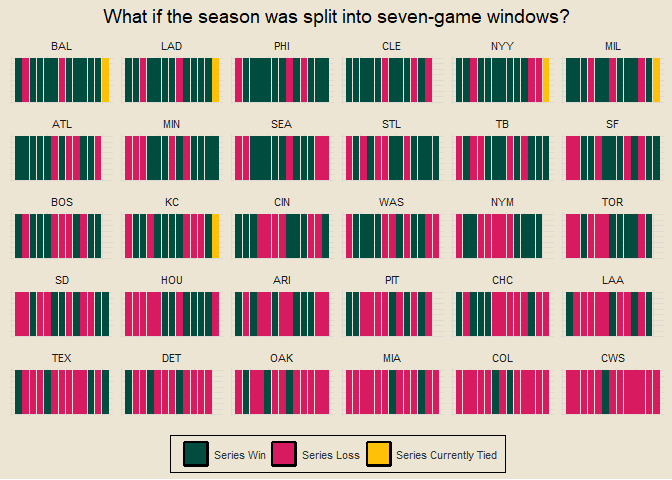 What if the season was split into seven-game windows?
BAL LAD PHI CLE NYY MIL
ATL MIN SEA STL TB SF
BOS KC CIN WAS NYM TOR
SD HOU ARI PIT CHC LAA
TEX DET OAK MIA COL CWS
Series Win Series Loss Series Currently Tied